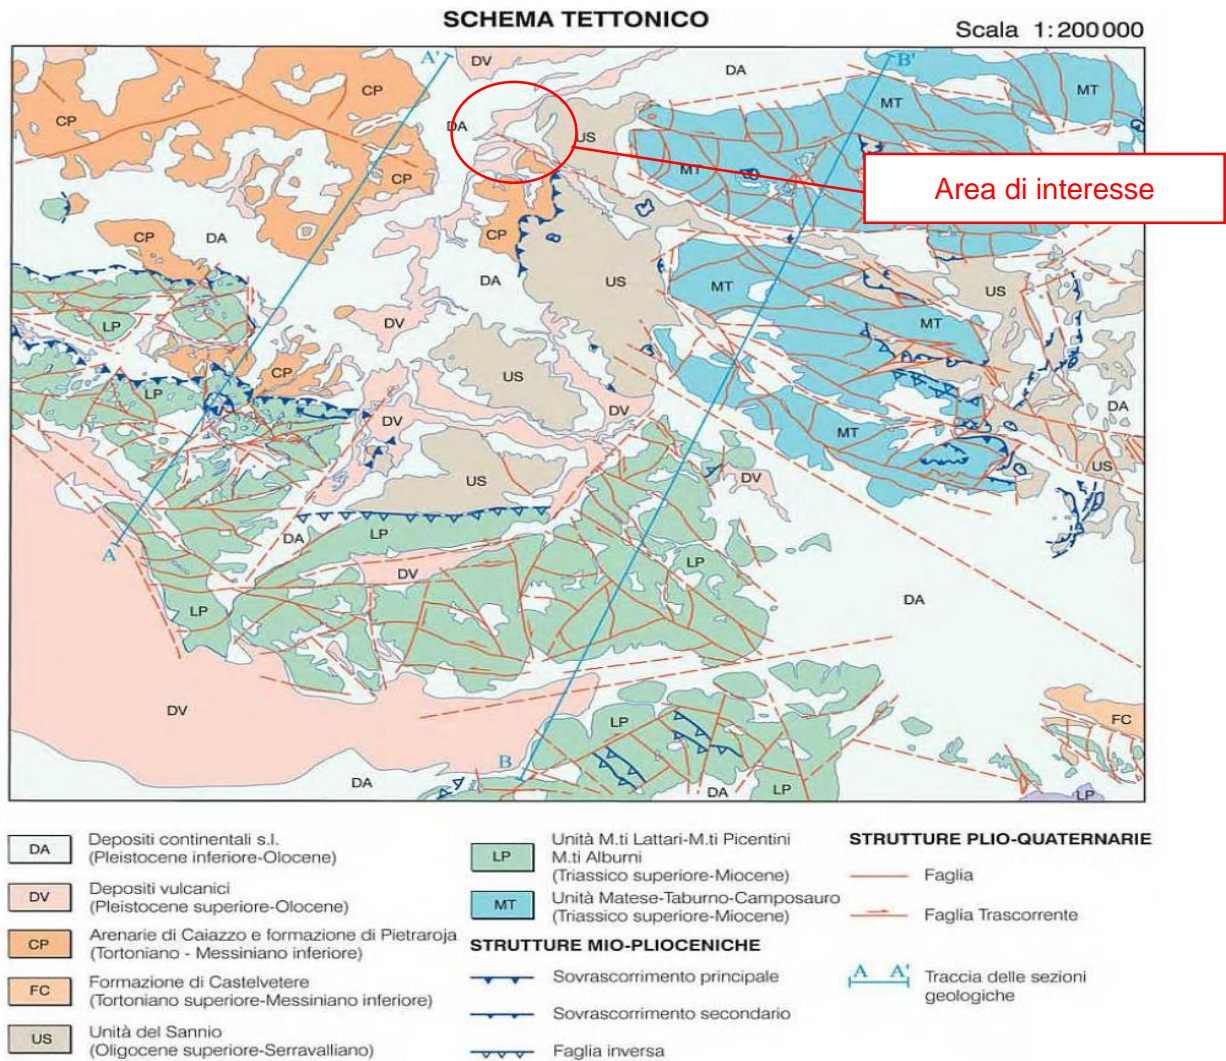 SCHEMA TETTONICO
Scala 1:200 000
A'
DV
DA
B'
MT
MT
CP
CP
DA
US
MT
Area di interesse
CP
CP
DA
CP
DA
US
MT
US
LP
DV
MT
US
CP
LP
DV
DV
MT
DA
US
US
DV
A
DA
LP
DV
LP
LP
DA
DV
LP
FC
B
DA
DA
LP
LP
DA
Depositi continentali s.l.
(Pleistocene inferiore-Olocene)
DV
Depositi vulcanici
(Pleistocene superiore-Olocene)
CP
Arenarie di Caiazzo e formazione di Pietraroja
(Tortoniano - Messiniano inferiore)
FC
Formazione di Castelvetere
(Tortoniano superiore-Messiniano inferiore)
US
Unità del Sannio
(Oligocene superiore-Serravalliano)
LP
Unità M.ti Lattari-M.ti Picentini
M.ti Alburni
(Triassico superiore-Miocene)
MT
Unità Matese-Taburno-Camposauro
(Triassico superiore-Miocene)
STRUTTURE MIO-PLIOCENICHE
Sovrascorrimento principale
Sovrascorrimento secondario
Faglia inversa
STRUTTURE PLIO-QUATERNARIE
Faglia
Faglia Trascorrente
A A'
Traccia delle sezioni
geologiche